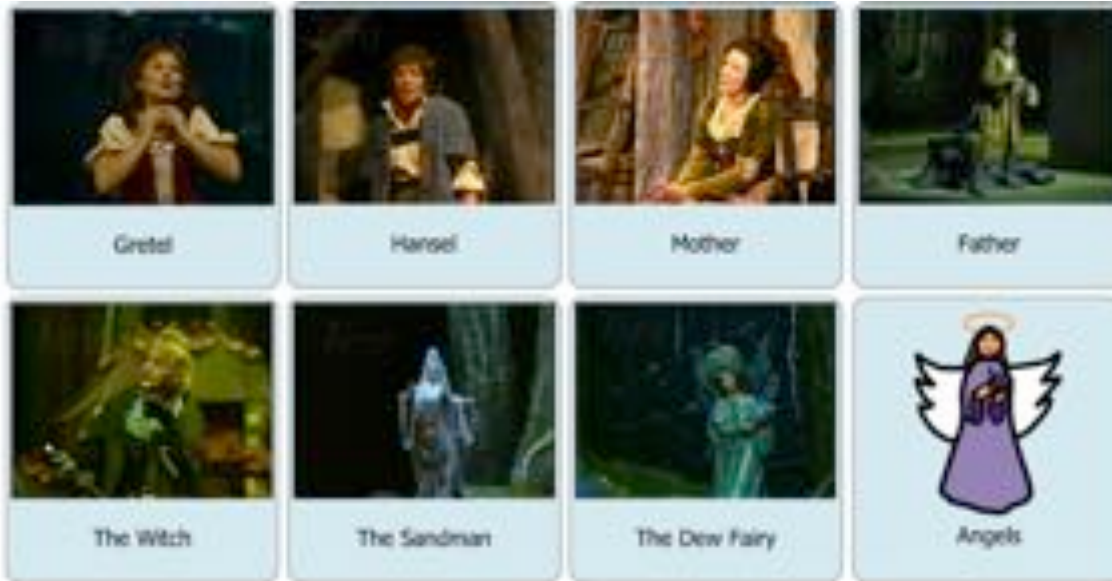 Gretel
Hansel
Mother
Father
The Witch
The Sandman
The Dew Fairy
Angels